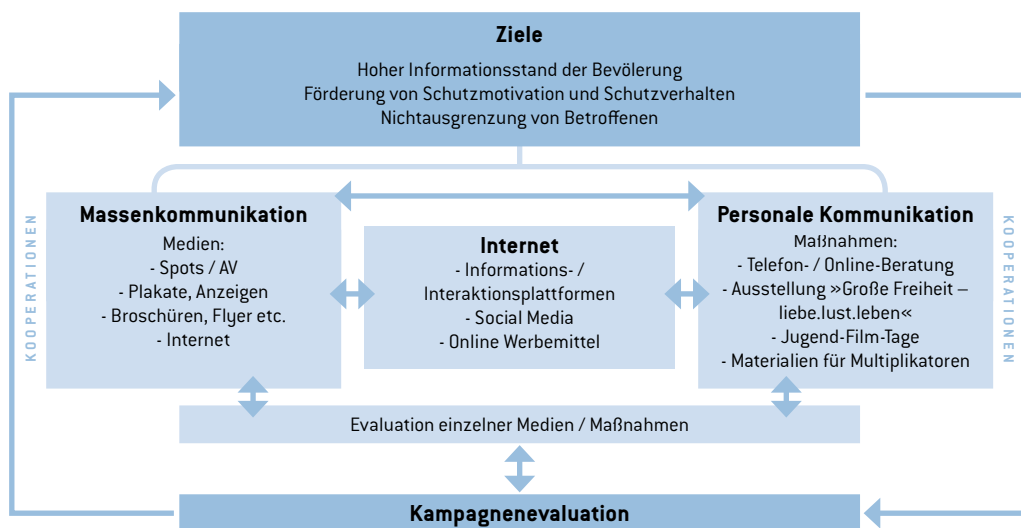 Ziele
Hoher Informationsstand der Bevölerung
Förderung von Schutzmotivation und Schutzverhalten
Nichtausgrenzung von Betroffenen
KOOPERATIONEN
Massenkommunikation
Medien:
- Spots / AV
- Plakate, Anzeigen
- Broschüren, Flyer etc.
- Internet
Internet
- Informations- /
Interaktionsplattformen
- Social Media
- Online Werbemittel
Personale Kommunikation
Maßnahmen:
- Telefon- / Online-Beratung
- Ausstellung »Große Freiheit –
liebe.lust.leben«
- Jugend-Film-Tage
- Materialien für Multiplikatoren
KOOPERATIONEN
Evaluation einzelner Medien / Maßnahmen
Kampagnenevaluation